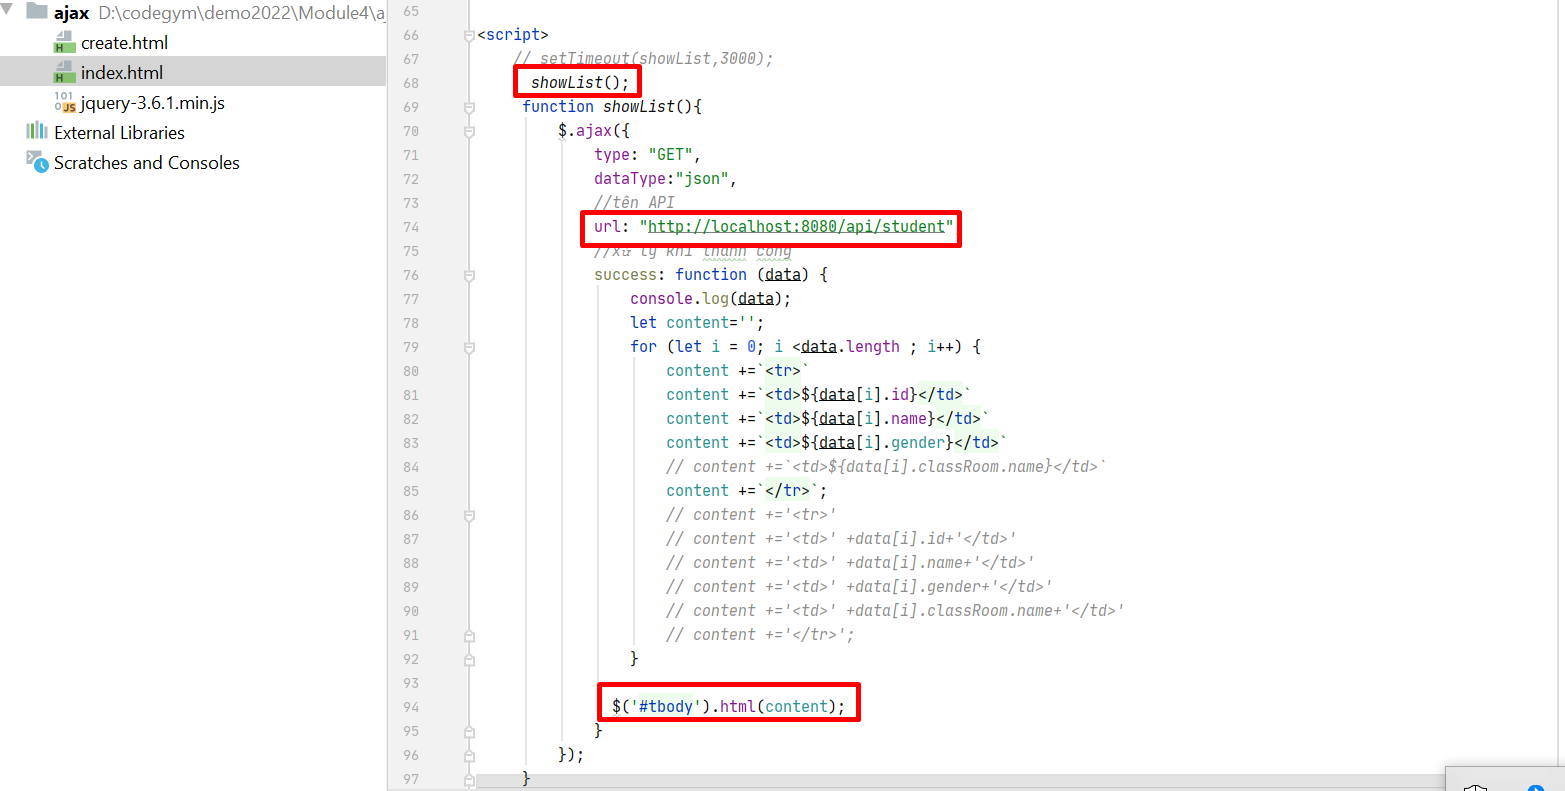 ajax D:\codegym\demo2022\Module4\aj
create.html
index.html
jquery-3.6.1.min.js
External Libraries
Scratches and Consoles
65
66 <script>
67 // setTimeout(showList,3000);
68 showList();
69 function showList(){
70 $.ajax({
71 type: "GET",
72 dataType:"json",
73 //tên API
74 url: "http://localhost:8080/api/student",
75 //xử lý khi thành công
76 success: function (data) {
77 console.log(data);
78 let content='';
79 for (let i = 0; i <data.length ; i++) {
80 content +=`<tr>`
81 content +=`<td>${data[i].id}</td>`
82 content +=`<td>${data[i].name}</td>`
83 content +=`<td>${data[i].gender}</td>`
84 // content +=`<td>${data[i].classRoom.name}</td>`
85 content +=`</tr>`;
86 // content +='<tr>'
87 // content +='<td>' +data[i].id+'</td>'
88 // content +='<td>' +data[i].name+'</td>'
89 // content +='<td>' +data[i].gender+'</td>'
90 // content +='<td>' +data[i].classRoom.name+'</td>'
91 // content +='</tr>';
92 }
93
94 $('#tbody').html(content);
95 }
96 });
97 }